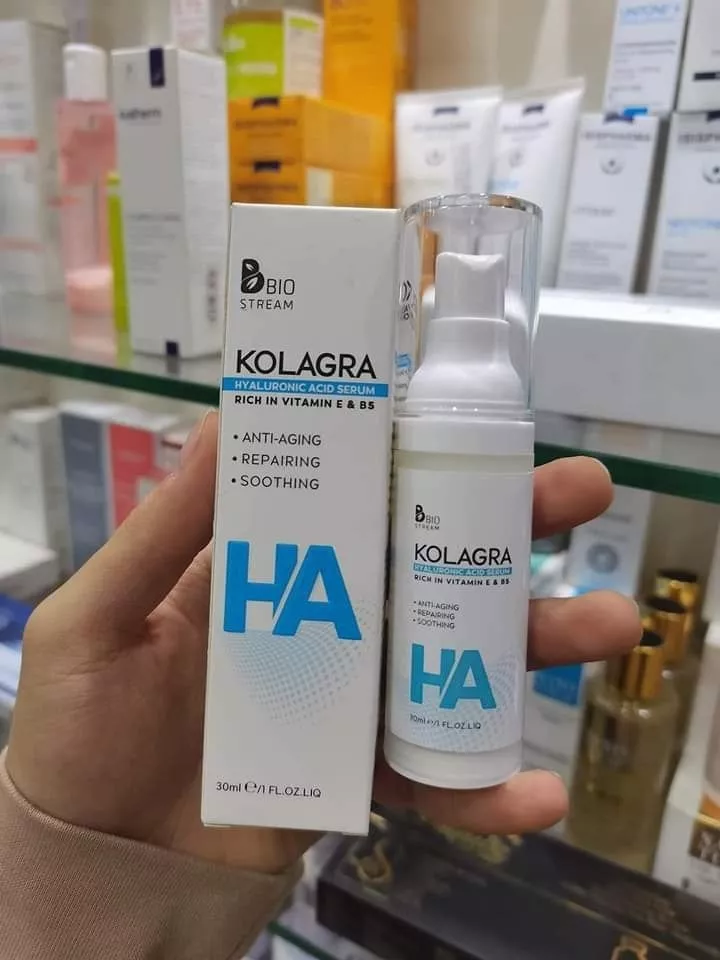 BBIO
STREAM
KOLAGRA
HYALURONIC ACID SERUM
RICH IN VITAMIN E & B5
• ANTI-AGING
• REPAIRING
• SOOTHING
HA
30ml ℮/1 FL.OZ.LIQ
BBIO
STREAM
KOLAGRA
HYALURONIC ACID SERUM
RICH IN VITAMIN E & B5
• ANTI-AGING
• REPAIRING
• SOOTHING
HA
30ml ℮/1 FL.OZ.LIQ